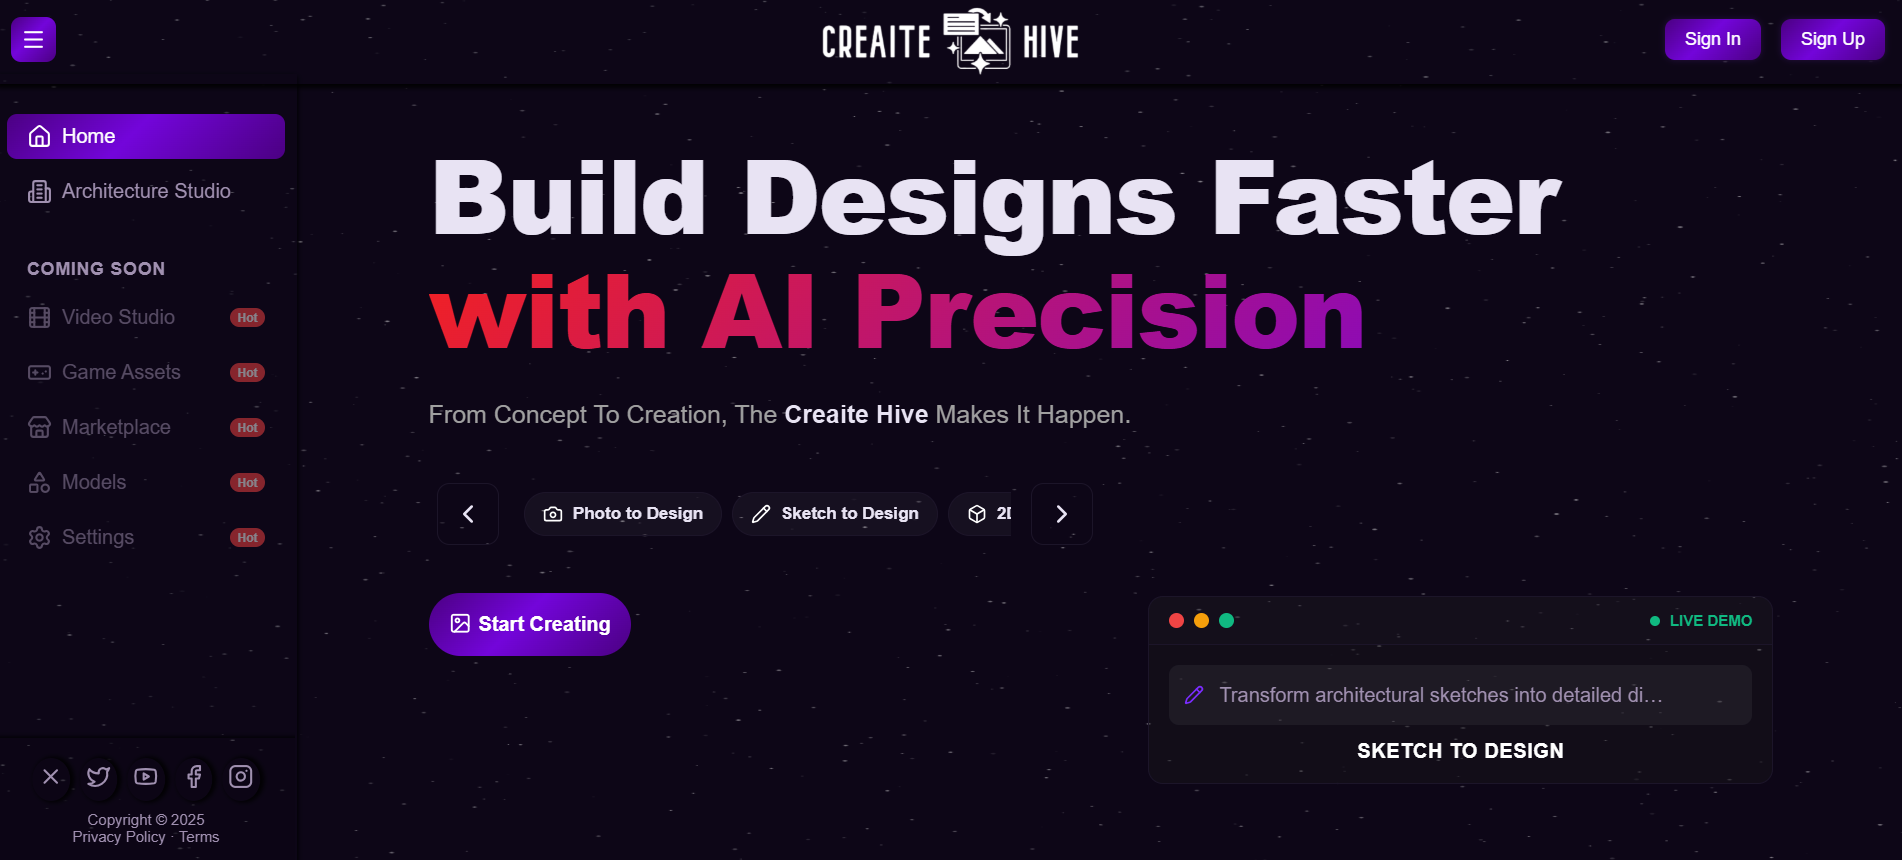 CREAITE HIVE
Sign In
Sign Up
Home
Architecture Studio
COMING SOON
Video Studio Hot
Game Assets Hot
Marketplace Hot
Models Hot
Settings Hot
Copyright © 2025
Privacy Policy · Terms
Build Designs Faster
with AI Precision
From Concept To Creation, The Creaite Hive Makes It Happen.
Photo to Design
Sketch to Design
Start Creating
LIVE DEMO
Transform architectural sketches into detailed di...
SKETCH TO DESIGN